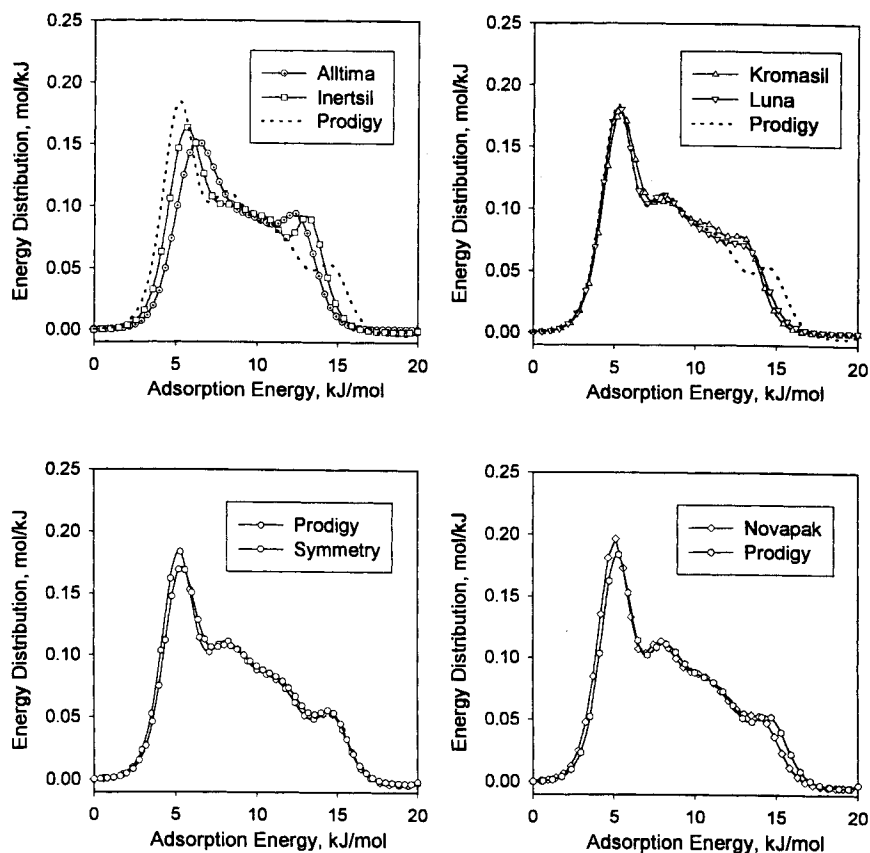 Energy Distribution, mol/kJ
0.25
0.20
0.15
0.10
0.05
0.00
Alltima
Inertsil
Prodigy
0 5 10 15 20
Adsorption Energy, kJ/mol
Energy Distribution, mol/kJ
0.25
0.20
0.15
0.10
0.05
0.00
Kromasil
Luna
Prodigy
0 5 10 15 20
Adsorption Energy, kJ/mol
Energy Distribution, mol/kJ
0.25
0.20
0.15
0.10
0.05
0.00
Prodigy
Symmetry
0 5 10 15 20
Adsorption Energy, kJ/mol
Energy Distribution, mol/kJ
0.25
0.20
0.15
0.10
0.05
0.00
Novapak
Prodigy
0 5 10 15 20
Adsorption Energy, kJ/mol